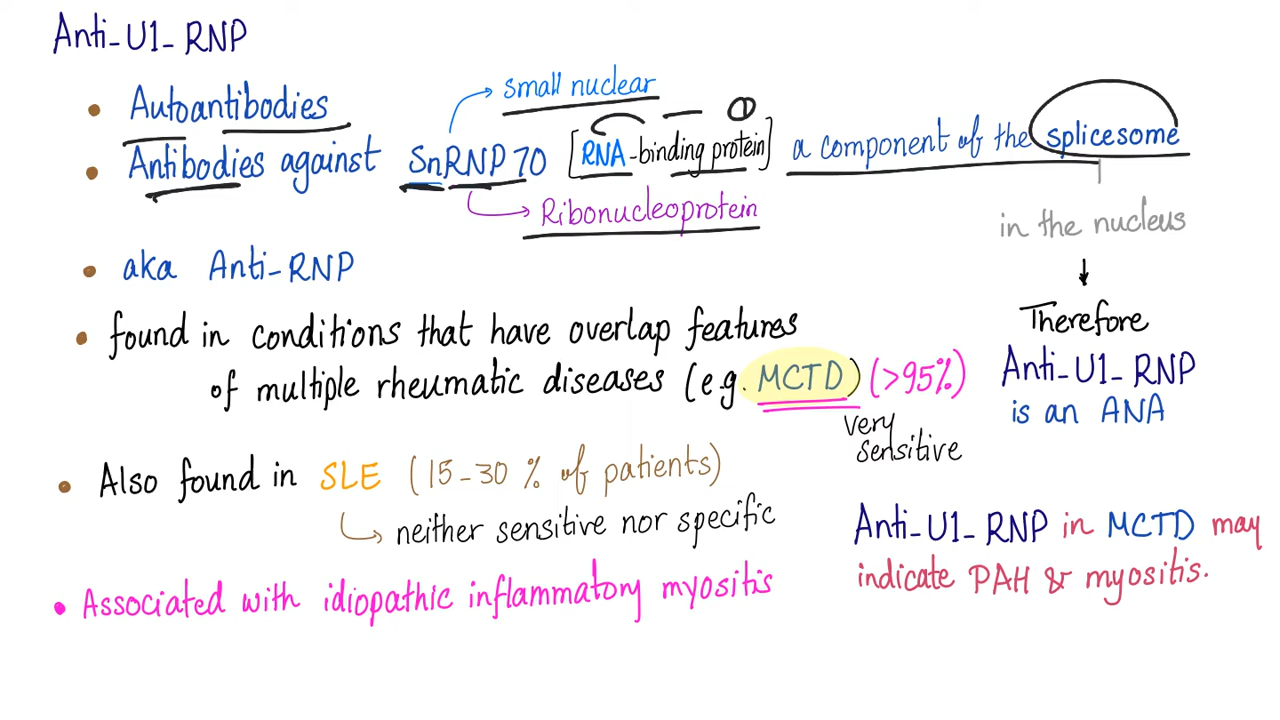 Anti-U1-RNP
• Autoantibodies
small nuclear
①
• Antibodies against SnRNP70 [RNA-binding protein] a component of the splicesome
Ribonucleoprotein
in the nucleus
• aka Anti-RNP
Therefore
Anti-U1-RNP
is an ANA
• found in conditions that have overlap features
of multiple rheumatic diseases (e.g. MCTD) (>95%)
very
sensitive
• Also found in SLE (15-30% of patients)
neither sensitive nor specific
Anti-U1-RNP in MCTD may
indicate PAH & myositis.
• Associated with idiopathic inflammatory myositis